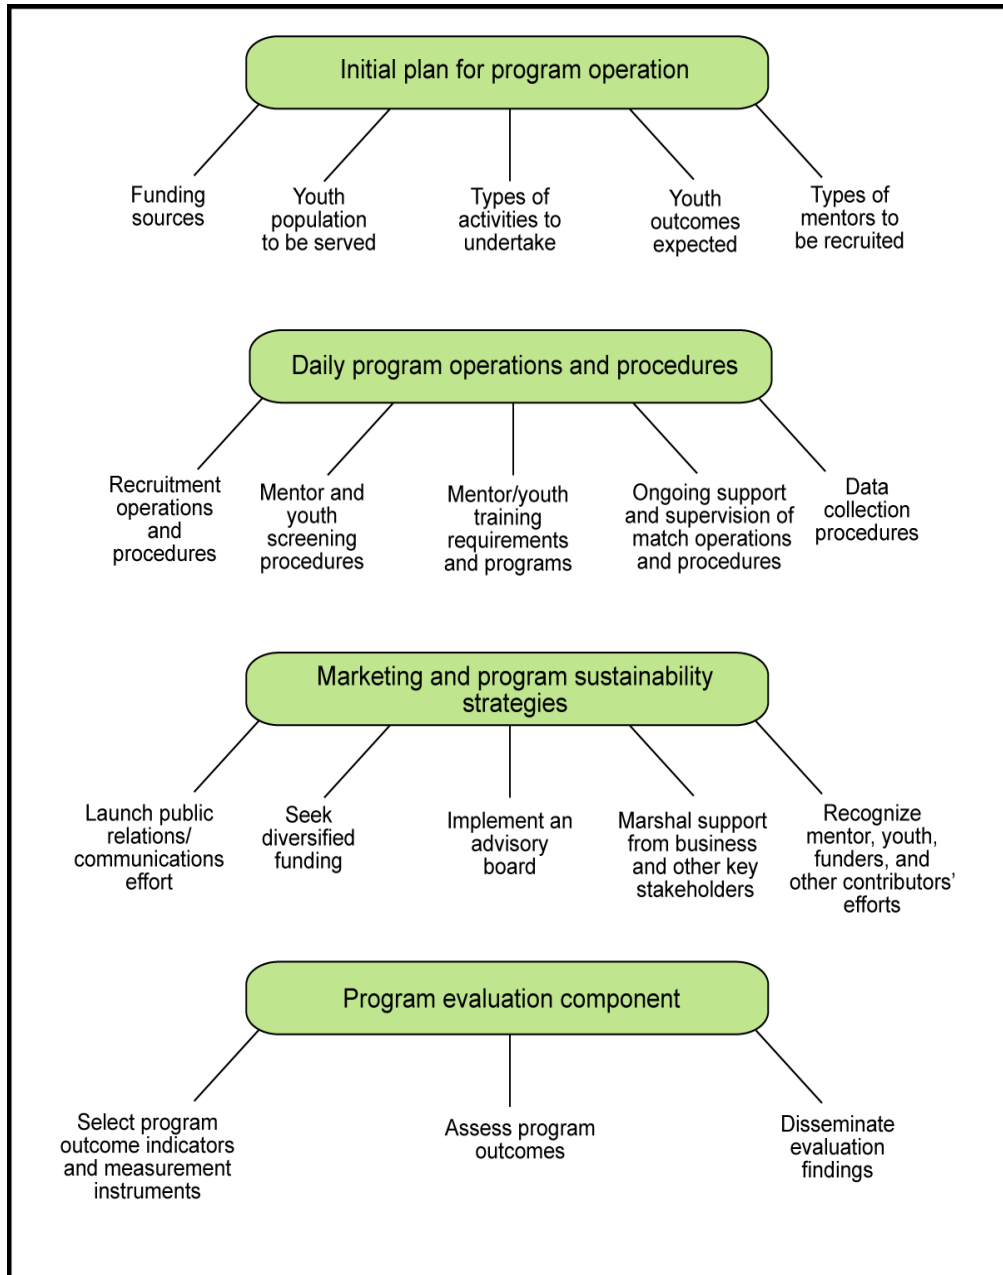 Initial plan for program operation
Funding
sources
Youth
population
to be served
Types of
activities to
undertake
Youth
outcomes
expected
Types of
mentors to
be recruited
Daily program operations and procedures
Recruitment
operations
and
procedures
Mentor and
youth
screening
procedures
Mentor/youth
training
requirements
and programs
Ongoing support
and supervision of
match operations
and procedures
Data
collection
procedures
Marketing and program sustainability
strategies
Launch public
relations/
communications
effort
Seek
diversified
funding
Implement an
advisory
board
Marshal support
from business
and other key
stakeholders
Recognize
mentor, youth,
funders, and
other contributors’
efforts
Program evaluation component
Select program
outcome indicators
and measurement
instruments
Assess program
outcomes
Disseminate
evaluation
findings